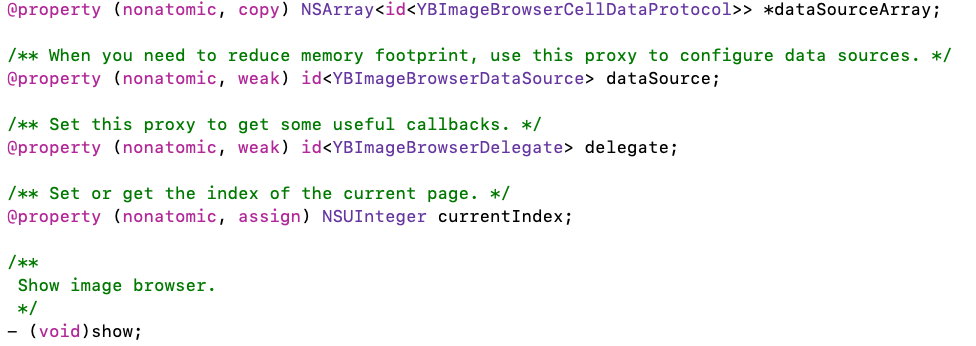 @property (nonatomic, copy) NSArray<id<YBImageBrowserCellDataProtocol>> *dataSourceArray;
/** When you need to reduce memory footprint, use this proxy to configure data sources. */
@property (nonatomic, weak) id<YBImageBrowserDataSource> dataSource;
/** Set this proxy to get some useful callbacks. */
@property (nonatomic, weak) id<YBImageBrowserDelegate> delegate;
/** Set or get the index of the current page. */
@property (nonatomic, assign) NSUInteger currentIndex;
/**
 Show image browser.
 */
- (void)show;